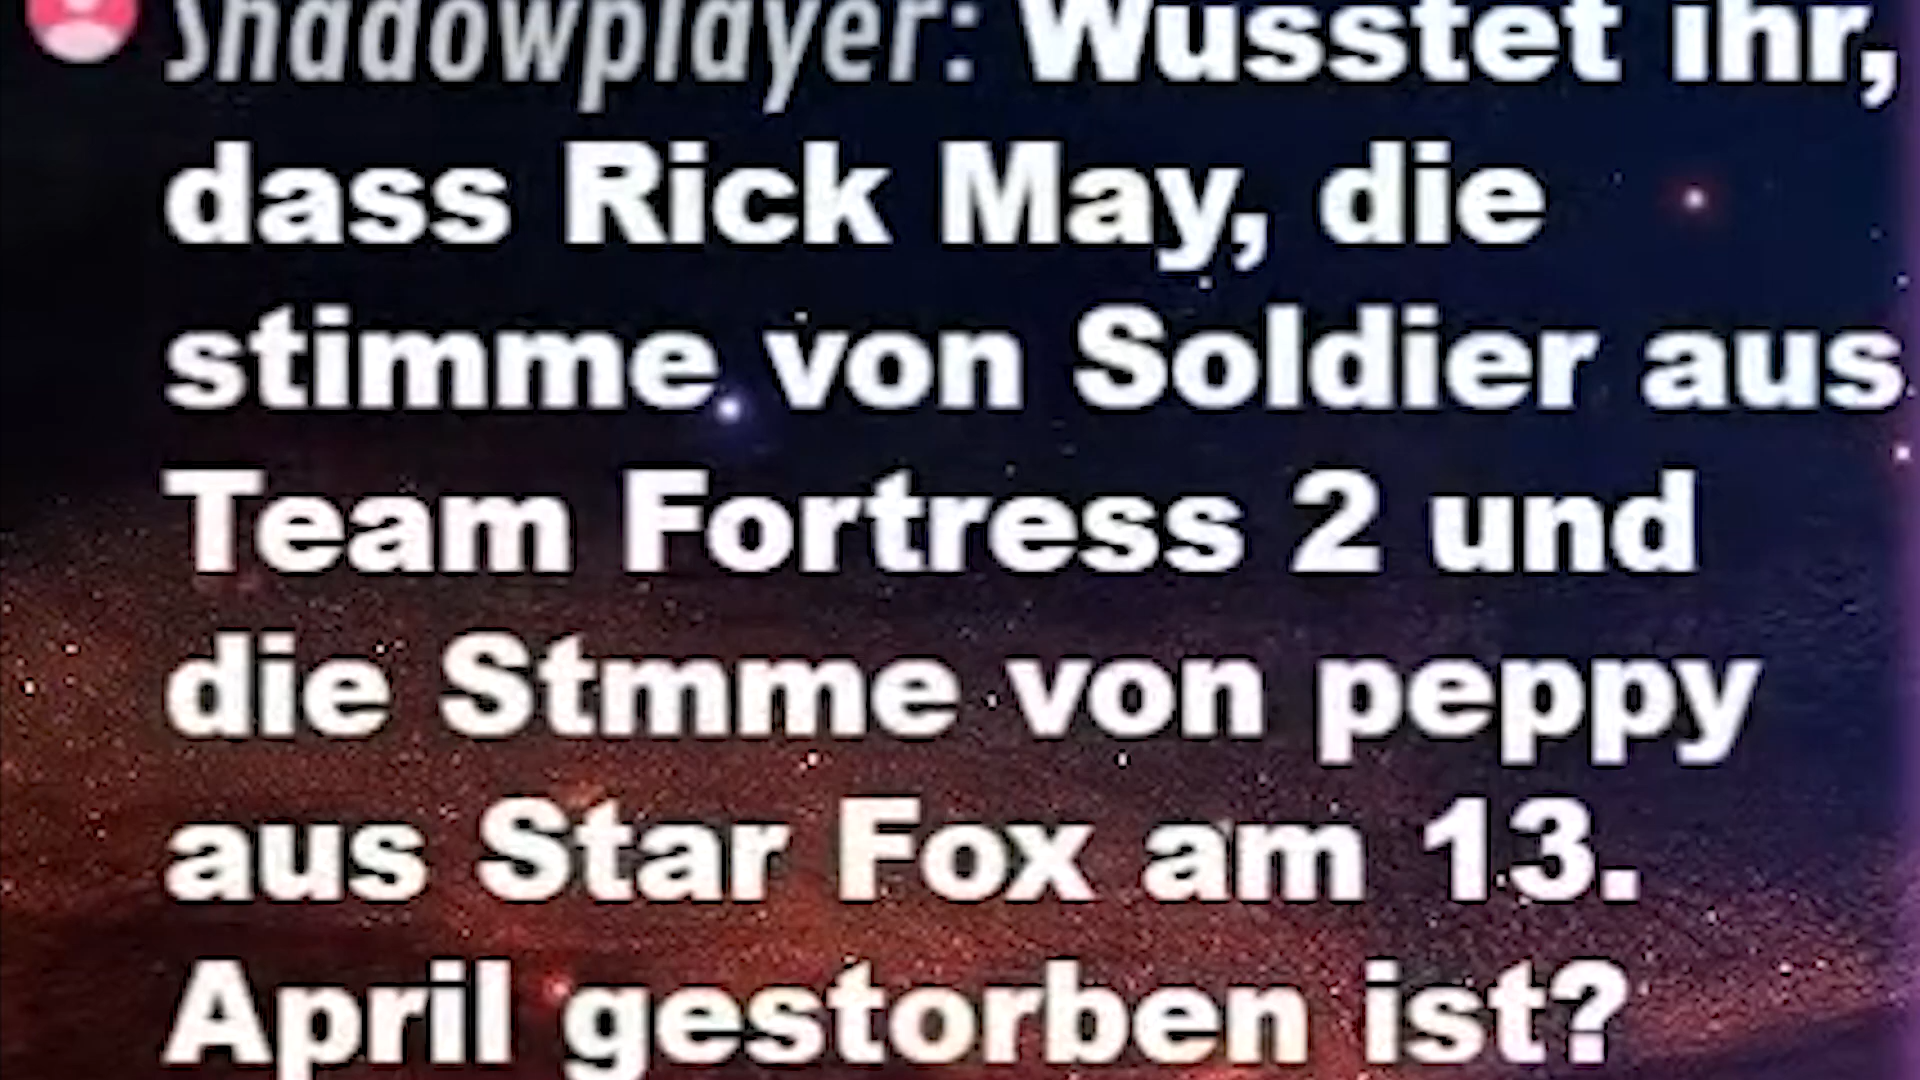 Shadowplayer: Wusstet ihr,
dass Rick May, die
stimme von Soldier aus
Team Fortress 2 und
die Stmme von peppy
aus Star Fox am 13.
April gestorben ist?